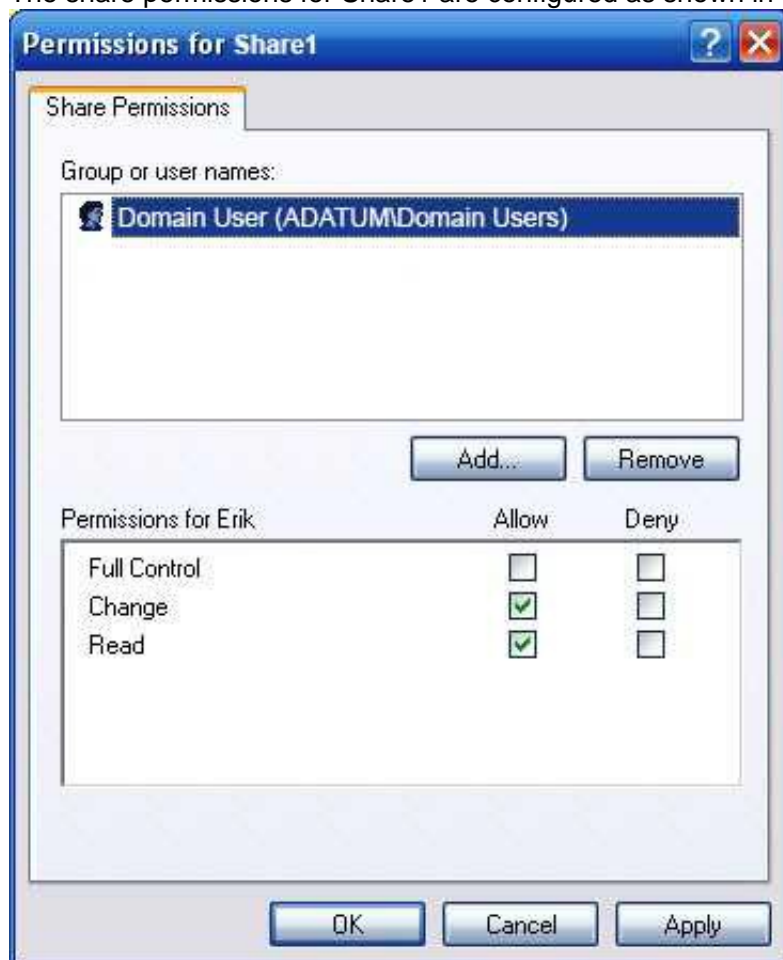 The share permissions for Share1 are configured as shown in
Permissions for Share1
Share Permissions
Group or user names:
Domain User (ADATUM\Domain Users)
Add... Remove
Permissions for Erik Allow Deny
Full Control
Change
Read
OK Cancel Apply